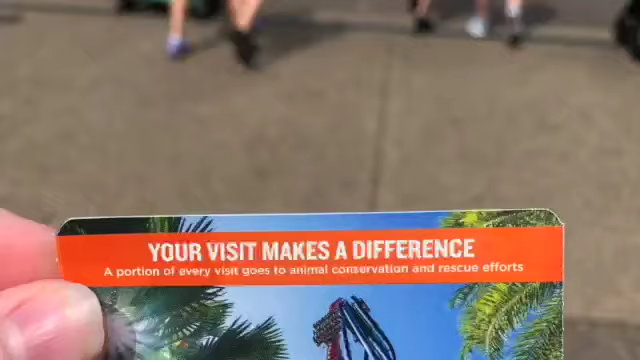 YOUR VISIT MAKES A DIFFERENCE
A portion of every visit goes to animal conservation and rescue efforts